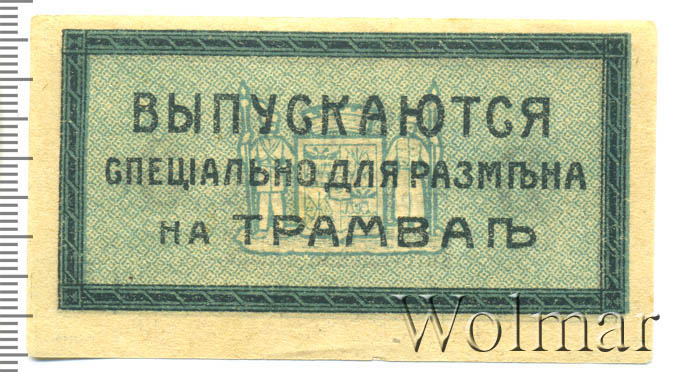 ВЫПУСКАЮТСЯ
СПЕЦІАЛЬНО ДЛЯ РАЗМѢНА
НА ТРАМВАѢ
Wolmar